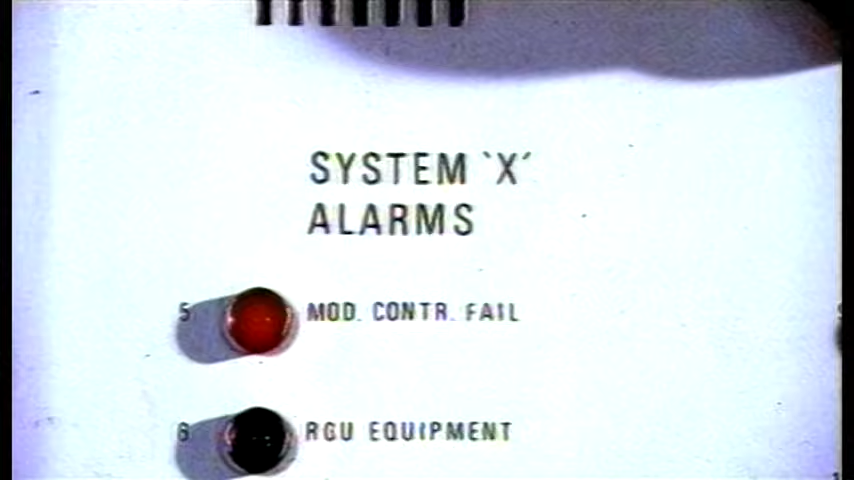 SYSTEM ‵X′
ALARMS
5 MOD. CONTR. FAIL
6 RGU EQUIPMENT